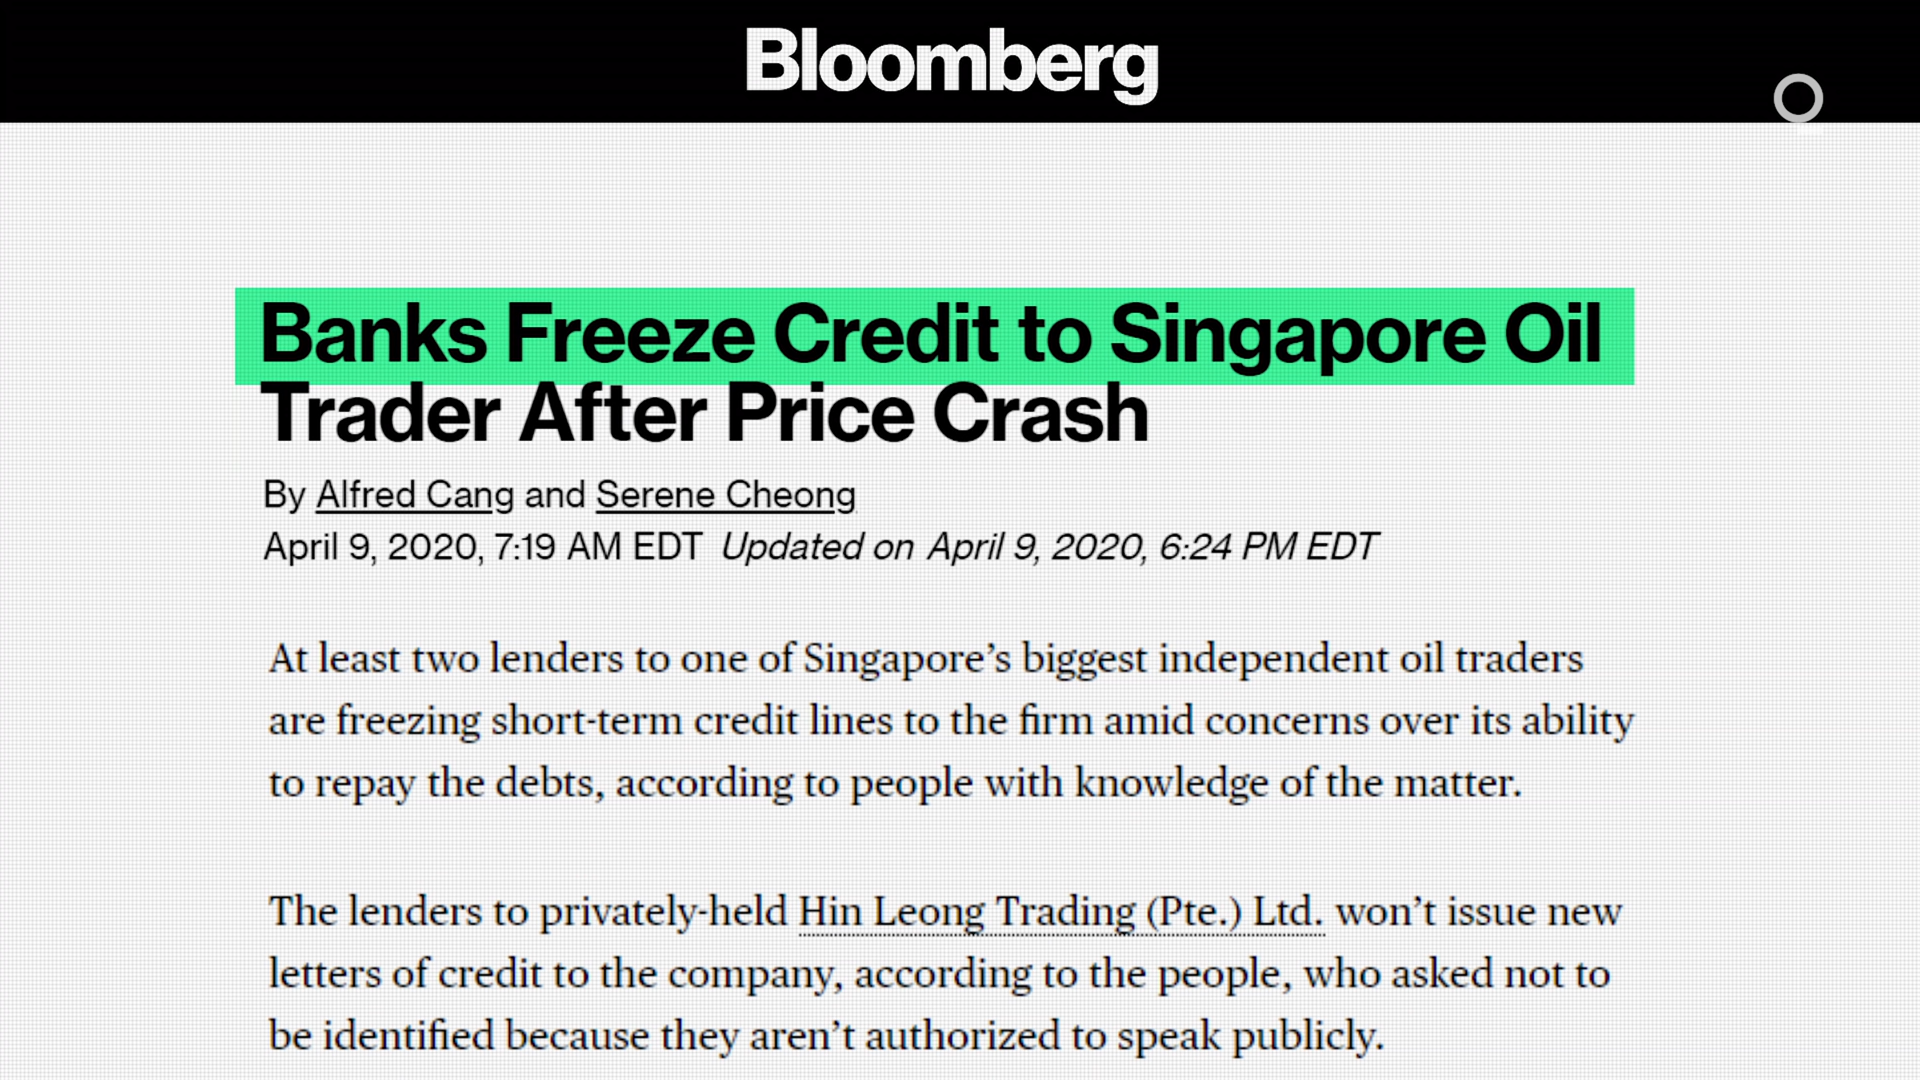 Bloomberg
Banks Freeze Credit to Singapore Oil
Trader After Price Crash
By Alfred Cang and Serene Cheong
April 9, 2020, 7:19 AM EDT Updated on April 9, 2020, 6:24 PM EDT
At least two lenders to one of Singapore’s biggest independent oil traders
are freezing short-term credit lines to the firm amid concerns over its ability
to repay the debts, according to people with knowledge of the matter.
The lenders to privately-held Hin Leong Trading (Pte.) Ltd. won’t issue new
letters of credit to the company, according to the people, who asked not to
be identified because they aren’t authorized to speak publicly.